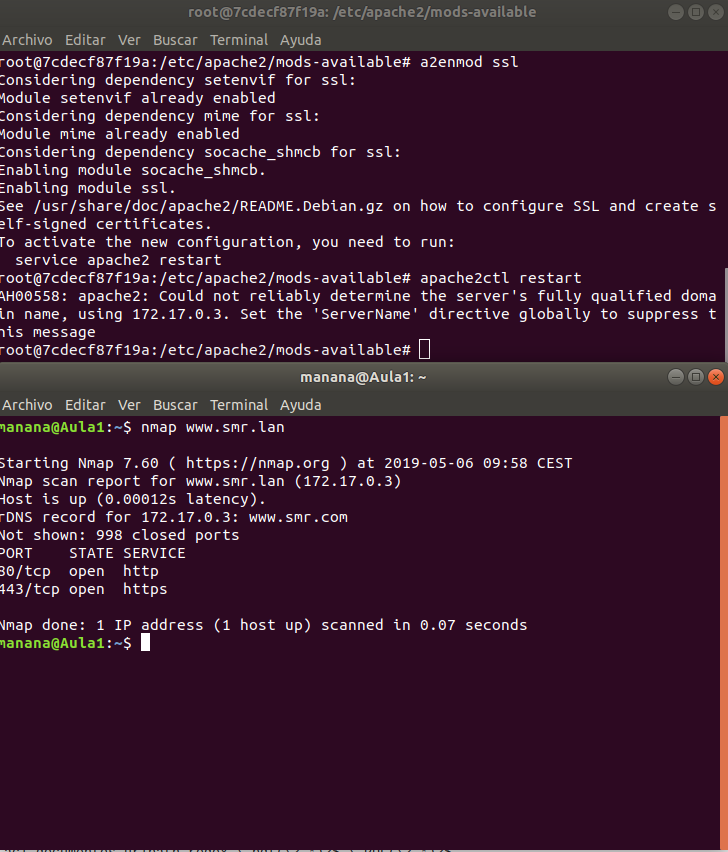 root@7cdecf87f19a: /etc/apache2/mods-available
Archivo Editar Ver Buscar Terminal Ayuda
root@7cdecf87f19a:/etc/apache2/mods-available# a2enmod ssl
Considering dependency setenvif for ssl:
Module setenvif already enabled
Considering dependency mime for ssl:
Module mime already enabled
Considering dependency socache_shmcb for ssl:
Enabling module socache_shmcb.
Enabling module ssl.
See /usr/share/doc/apache2/README.Debian.gz on how to configure SSL and create s
elf-signed certificates.
To activate the new configuration, you need to run:
  service apache2 restart
root@7cdecf87f19a:/etc/apache2/mods-available# apache2ctl restart
AH00558: apache2: Could not reliably determine the server's fully qualified doma
in name, using 172.17.0.3. Set the 'ServerName' directive globally to suppress t
his message
root@7cdecf87f19a:/etc/apache2/mods-available#
manana@Aula1: ~
Archivo Editar Ver Buscar Terminal Ayuda
manana@Aula1:~$ nmap www.smr.lan
Starting Nmap 7.60 ( https://nmap.org ) at 2019-05-06 09:58 CEST
Nmap scan report for www.smr.lan (172.17.0.3)
Host is up (0.00012s latency).
rDNS record for 172.17.0.3: www.smr.com
Not shown: 998 closed ports
PORT    STATE SERVICE
80/tcp  open  http
443/tcp open  https
Nmap done: 1 IP address (1 host up) scanned in 0.07 seconds
manana@Aula1:~$